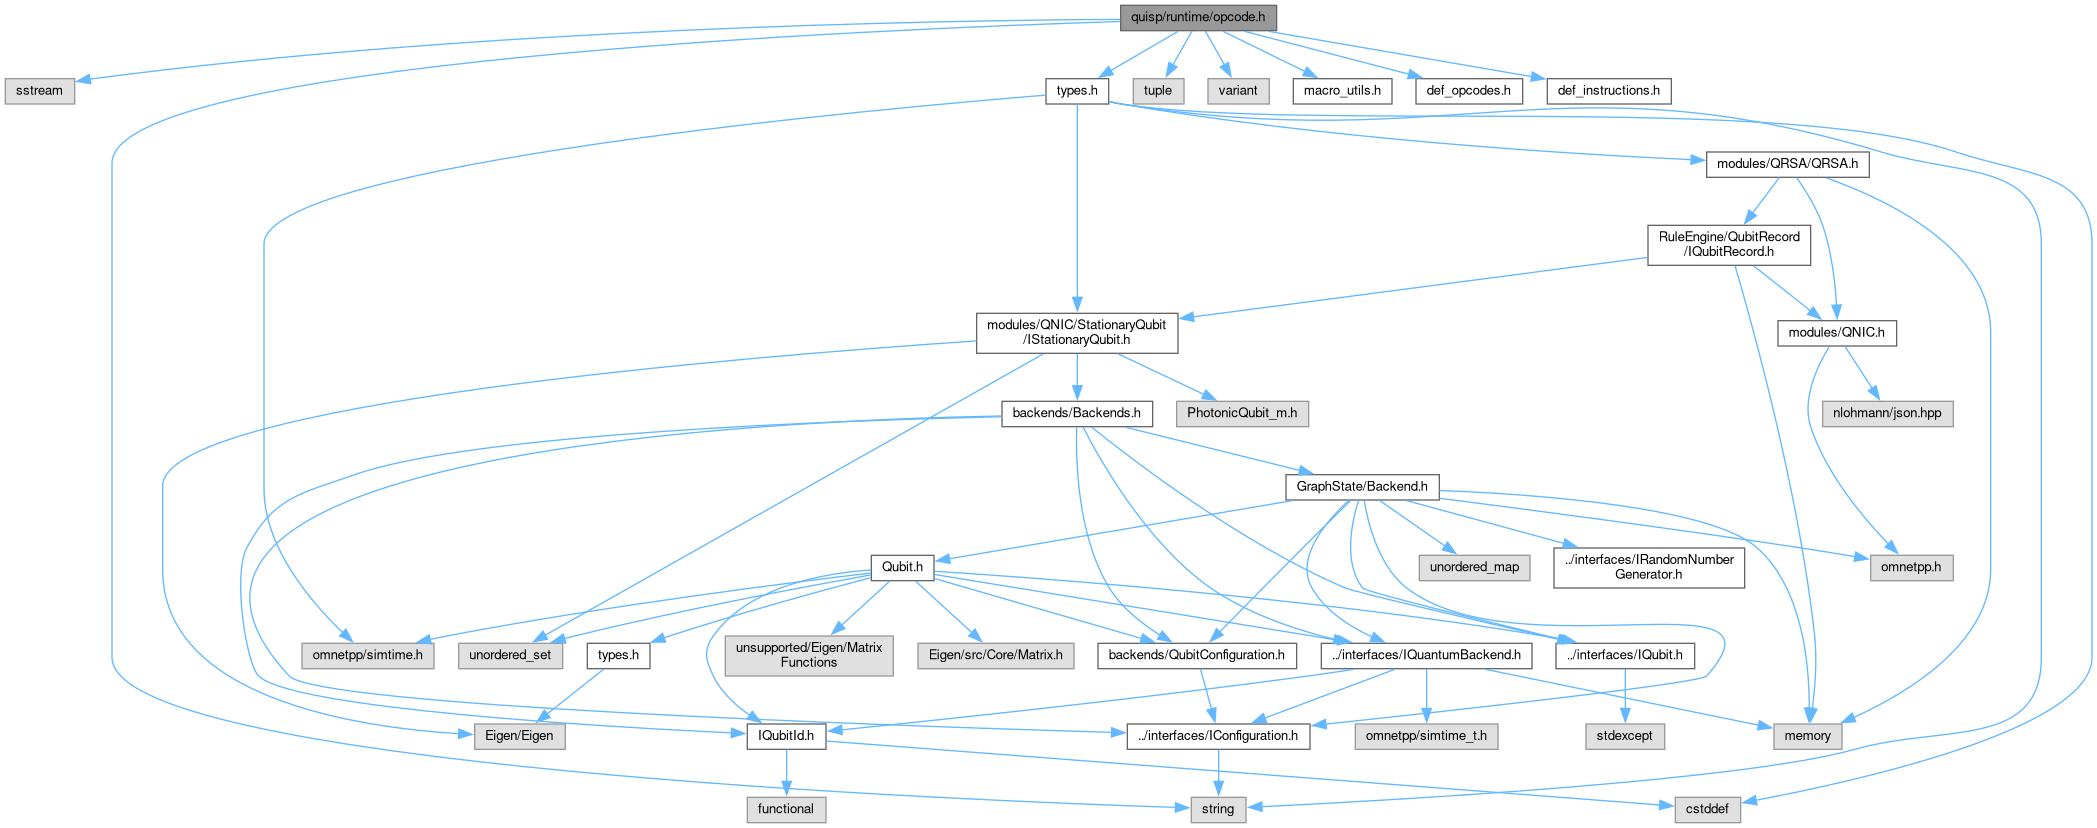 quisp/runtime/opcode.h
sstream
types.h
tuple
variant
macro_utils.h
def_opcodes.h
def_instructions.h
modules/QRSA/QRSA.h
RuleEngine/QubitRecord
/IQubitRecord.h
modules/QNIC/StationaryQubit
/IStationaryQubit.h
modules/QNIC.h
backends/Backends.h
PhotonicQubit_m.h
nlohmann/json.hpp
GraphState/Backend.h
Qubit.h
unordered_map
../interfaces/IRandomNumber
Generator.h
omnetpp.h
omnetpp/simtime.h
unordered_set
types.h
unsupported/Eigen/Matrix
Functions
Eigen/src/Core/Matrix.h
backends/QubitConfiguration.h
../interfaces/IQuantumBackend.h
../interfaces/IQubit.h
Eigen/Eigen
IQubitId.h
../interfaces/IConfiguration.h
omnetpp/simtime_t.h
stdexcept
memory
functional
string
cstddef